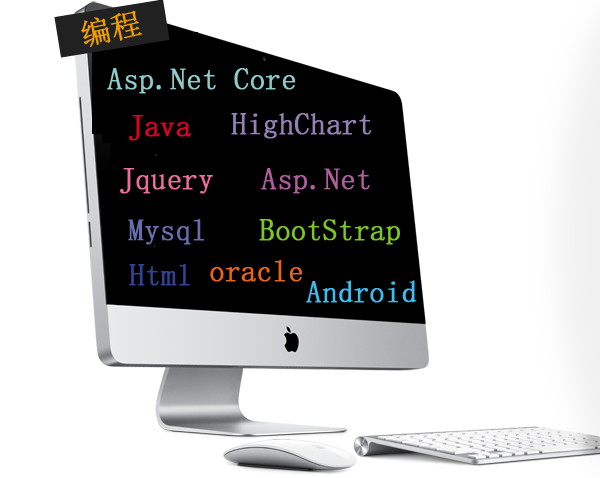 编程
Asp.Net Core
Java HighChart
Jquery Asp.Net
Mysql BootStrap
Html oracle
Android